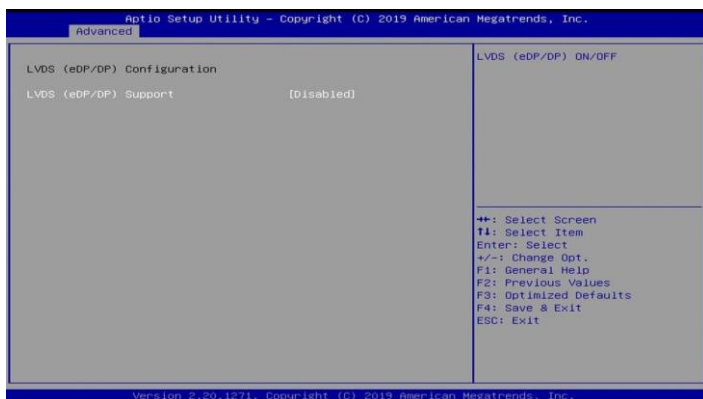 Aptio Setup Utility – Copyright (C) 2019 American Megatrends, Inc.
Advanced
LVDS (eDP/DP) Configuration
LVDS (eDP/DP) Support [Disabled]
LVDS (eDP/DP) ON/OFF
→←: Select Screen
↑↓: Select Item
Enter: Select
+/-: Change Opt.
F1: General Help
F2: Previous Values
F3: Optimized Defaults
F4: Save & Exit
ESC: Exit
Version 2.20.1271. Copyright (C) 2019 American Megatrends, Inc.